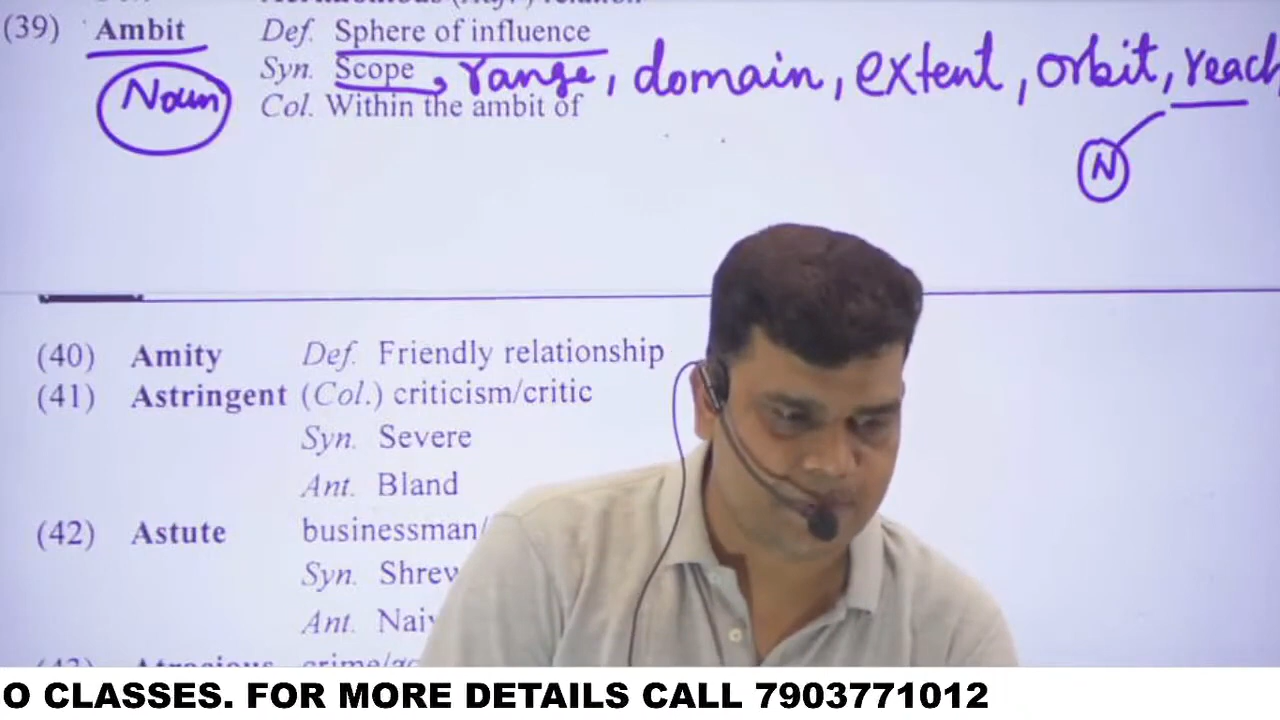 (39) Ambit Def. Sphere of influence
Noun Syn. Scope, range, domain, extent, orbit, reach,
Col. Within the ambit of
N
(40) Amity Def. Friendly relationship
(41) Astringent (Col.) criticism/critic
Syn. Severe
Ant. Bland
(42) Astute businessman/
Syn. Shrew
Ant. Naiv
O CLASSES. FOR MORE DETAILS CALL 7903771012